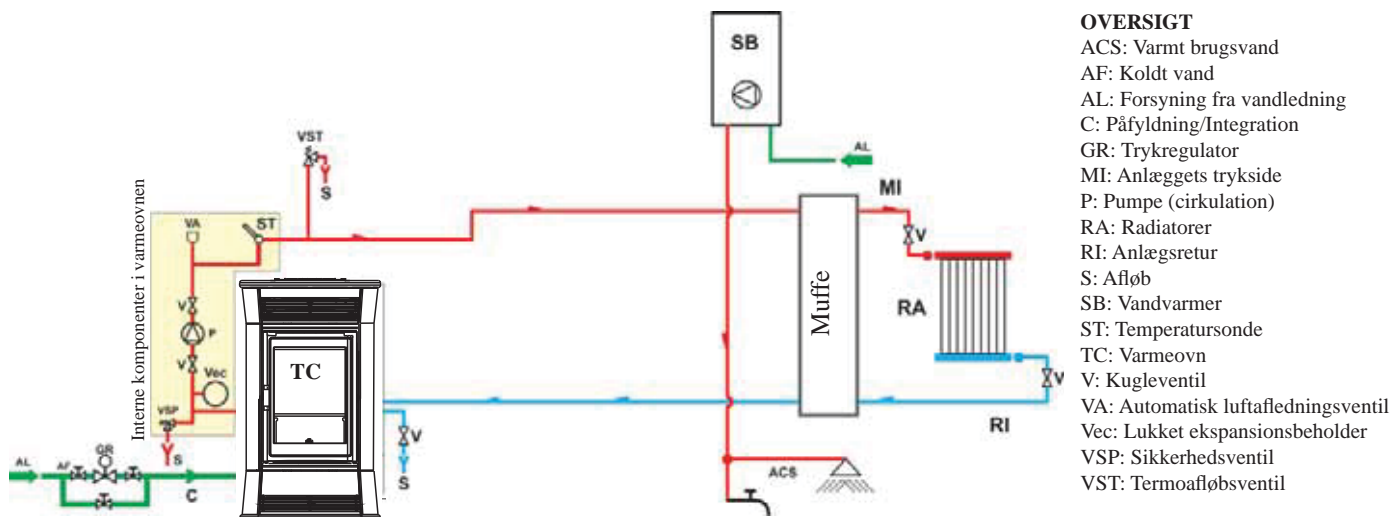 SB
VST
S
AL
MI
VA
ST
V
V
P
V
Muffe
RA
Interne komponenter i varmeovnen
TC
Vec
V
VSP
S
V
RI
GR
AL
AF
C
S
ACS
OVERSIGT
ACS: Varmt brugsvand
AF: Koldt vand
AL: Forsyning fra vandledning
C: Påfyldning/Integration
GR: Trykregulator
MI: Anlæggets trykside
P: Pumpe (cirkulation)
RA: Radiatorer
RI: Anlægsretur
S: Afløb
SB: Vandvarmer
ST: Temperatursonde
TC: Varmeovn
V: Kugleventil
VA: Automatisk luftafledningsventil
Vec: Lukket ekspansionsbeholder
VSP: Sikkerhedsventil
VST: Termoafløbsventil